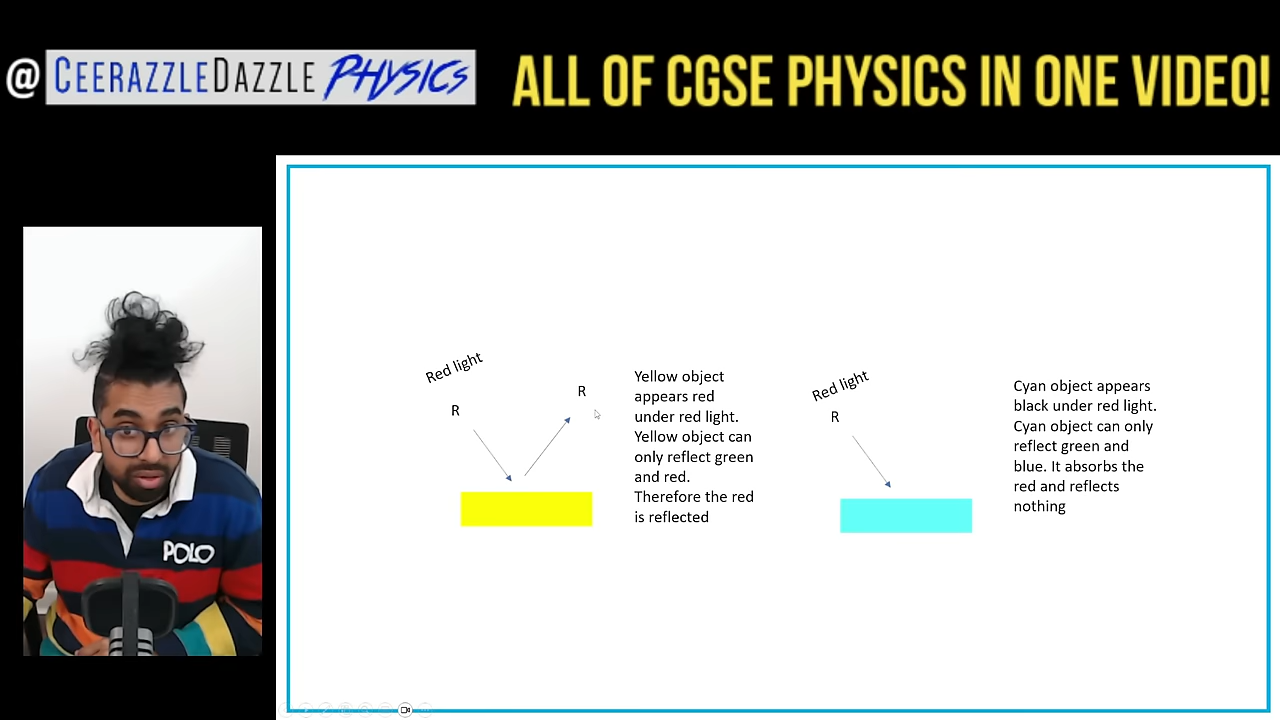 @ CEERAZZLEDAZZLE PHYSICS
ALL OF CGSE PHYSICS IN ONE VIDEO!
Red light
R
R
Yellow object
appears red
under red light.
Yellow object can
only reflect green
and red.
Therefore the red
is reflected
Red light
R
Cyan object appears
black under red light.
Cyan object can only
reflect green and
blue. It absorbs the
red and reflects
nothing
POLO